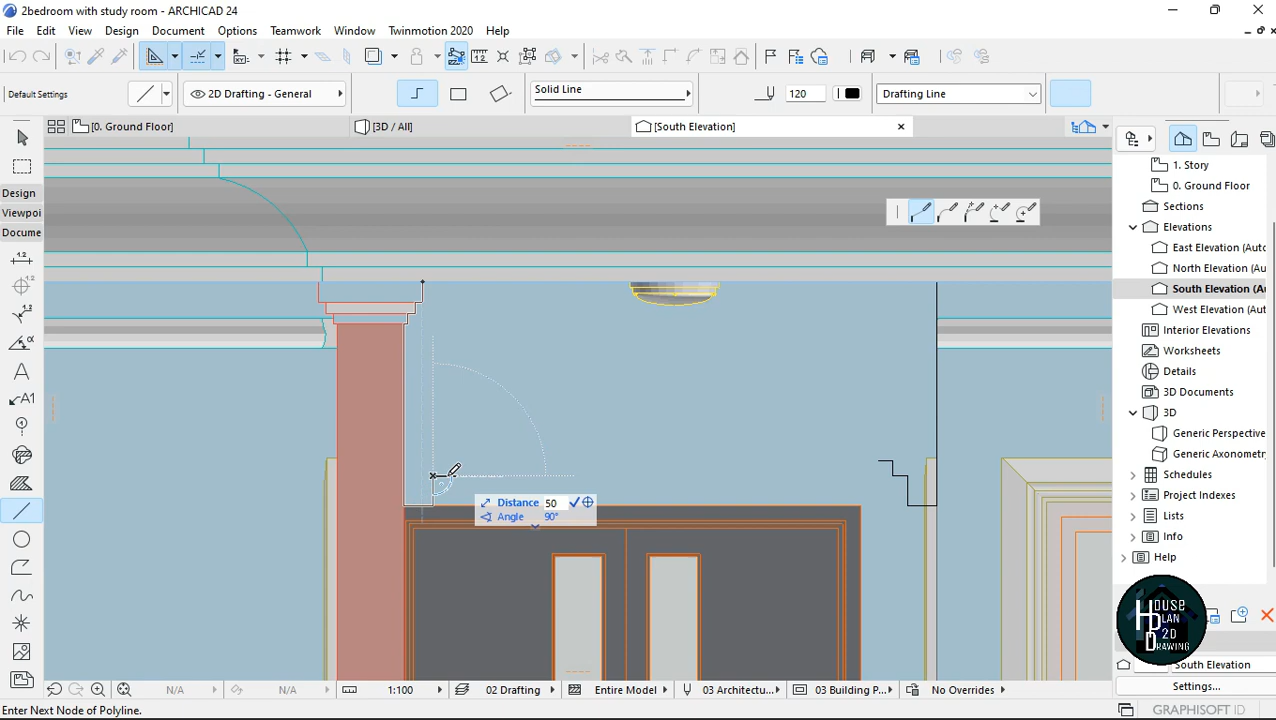 2bedroom with study room - ARCHICAD 24
File Edit View Design Document Options Teamwork Window Twinmotion 2020 Help
Default Settings
2D Drafting - General
Solid Line
120
Drafting Line
[0. Ground Floor]
[3D / All]
[South Elevation]
Design
Viewpoi
Docume
1. Story
0. Ground Floor
Sections
Elevations
East Elevation (Auto
North Elevation (Au
South Elevation (Au
West Elevation (Aut
Interior Elevations
Worksheets
Details
3D Documents
3D
Generic Perspective
Generic Axonometr
Schedules
Project Indexes
Lists
Info
Help
Distance 50
Angle 90°
HOUSE
PLAN
2D
DRAWING
South Elevation
Settings...
N/A
N/A
1:100
02 Drafting
Entire Model
03 Architectu...
03 Building P...
No Overrides
Enter Next Node of Polyline.
GRAPHISOFT ID